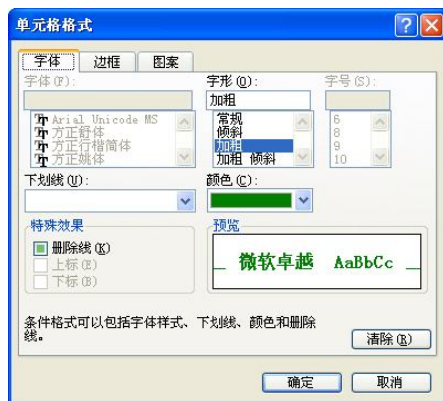 单元格格式
字体 边框 图案
字体(F): 字形(O): 字号(S):
加粗
Arial Unicode MS 常规 6
方正舒体 倾斜 8
方正行楷简体 加粗 9
方正姚体 加粗 倾斜 10
下划线(U): 颜色(C):
特殊效果 预览
删除线(K)
上标(E)
下标(B)
微软卓越 AaBbCc
条件格式可以包括字体样式、下划线、颜色和删除
线。
清除(R)
确定 取消